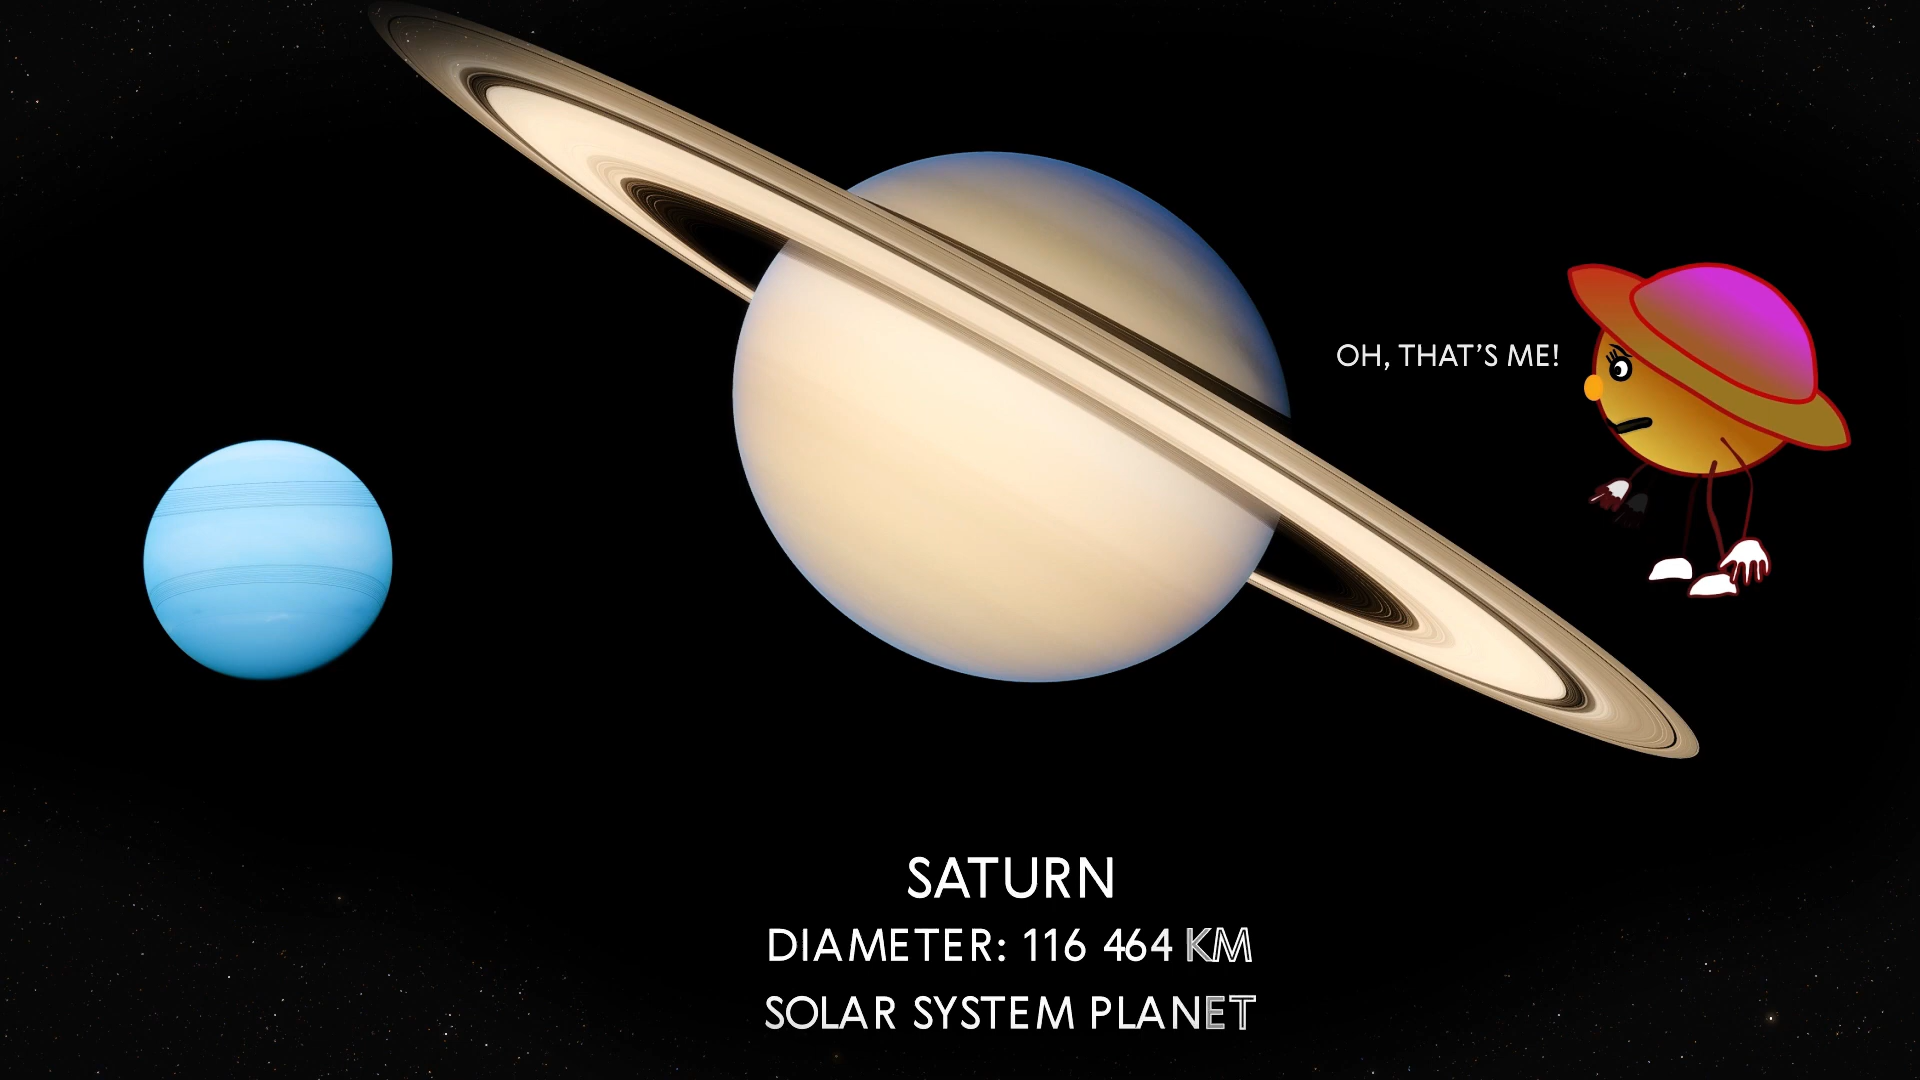 OH, THAT'S ME!
SATURN
DIAMETER: 116 464 KM
SOLAR SYSTEM PLANET